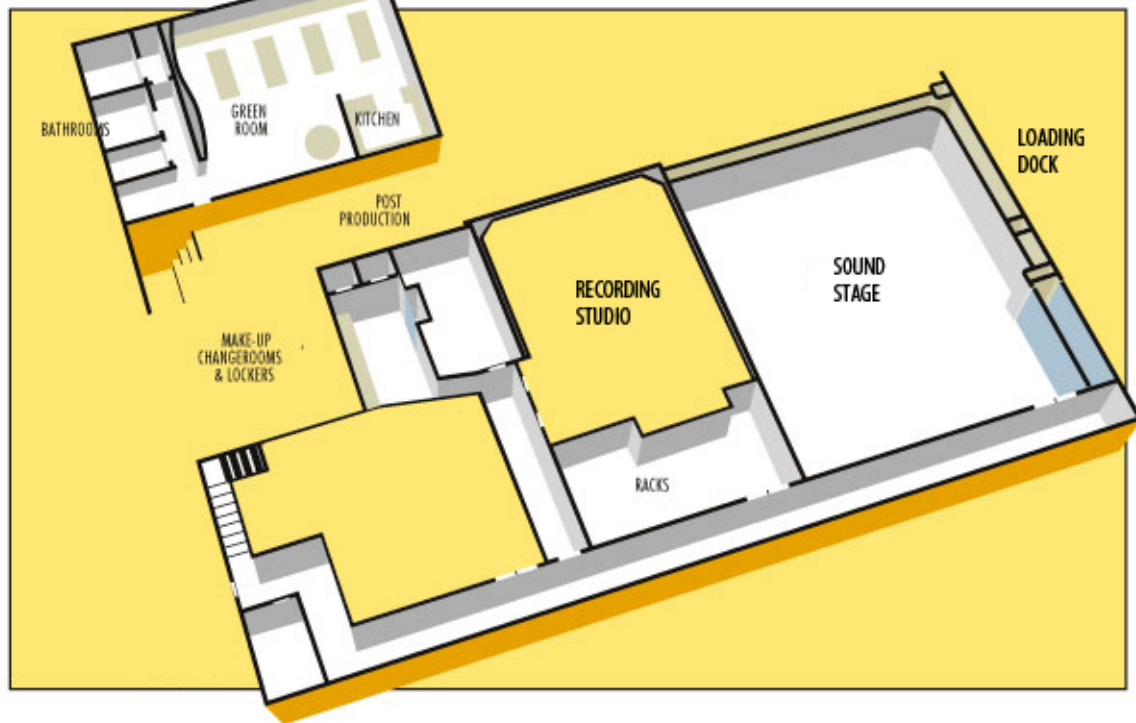 BATHROOMS
GREEN
ROOM
KITCHEN
LOADING
DOCK
POST
PRODUCTION
RECORDING
STUDIO
SOUND
STAGE
MAKE-UP
CHANGEROOMS
& LOCKERS
RACKS